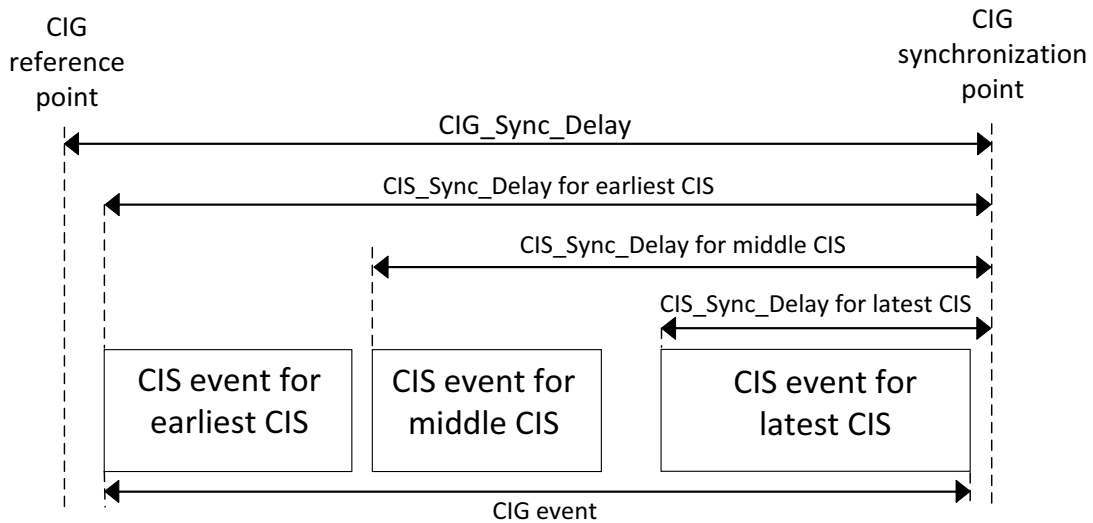 CIG
reference
point
CIG
synchronization
point
CIG_Sync_Delay
CIS_Sync_Delay for earliest CIS
CIS_Sync_Delay for middle CIS
CIS_Sync_Delay for latest CIS
CIS event for
earliest CIS
CIS event for
middle CIS
CIS event for
latest CIS
CIG event